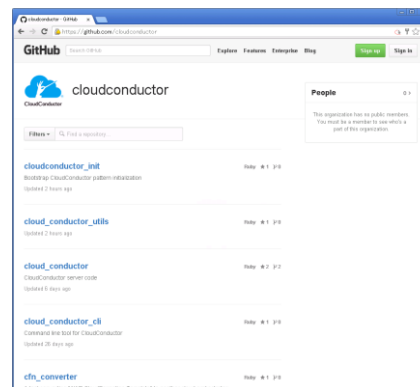 cloudconductor · GitHub
https://github.com/cloudconductor
GitHub
Search GitHub
Explore Features Enterprise Blog
Sign up
Sign in
CloudConductor
cloudconductor
People
This organization has no public members.
You must be a member to see who's a
part of this organization.
Filters
Find a repository...
cloudconductor_init
Ruby 1 0
Bootstrap CloudConductor pattern initialization
Updated 2 hours ago
cloud_conductor_utils
Ruby 1 0
Updated 2 hours ago
cloud_conductor
Ruby 2 2
CloudConductor server code
Updated 6 days ago
cloud_conductor_cli
Ruby 1 0
Command line tool for CloudConductor
Updated 26 days ago
cfn_converter
Ruby 1 0